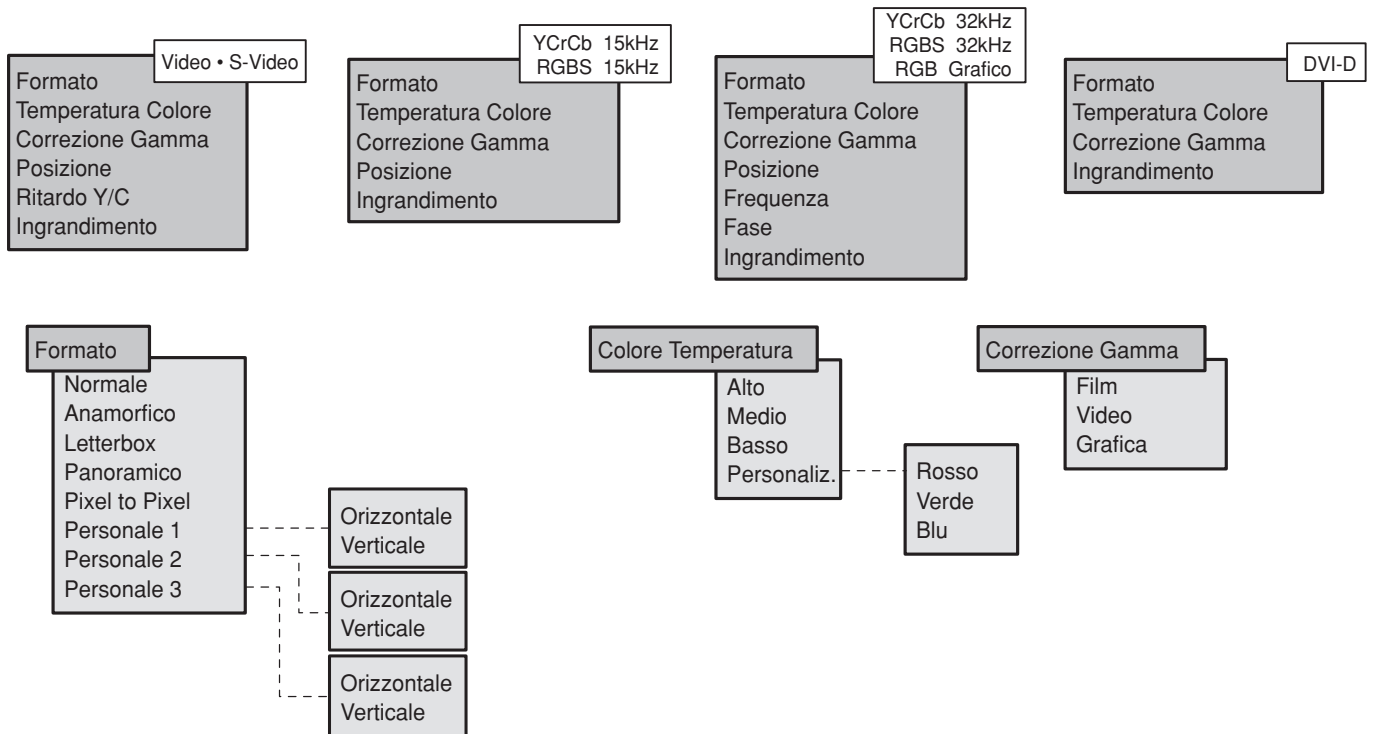 Video • S-Video
Formato
Temperatura Colore
Correzione Gamma
Posizione
Ritardo Y/C
Ingrandimento
YCrCb 15kHz
RGBS 15kHz
Formato
Temperatura Colore
Correzione Gamma
Posizione
Ingrandimento
YCrCb 32kHz
RGBS 32kHz
RGB Grafico
Formato
Temperatura Colore
Correzione Gamma
Posizione
Frequenza
Fase
Ingrandimento
DVI-D
Formato
Temperatura Colore
Correzione Gamma
Ingrandimento
Formato
Normale
Anamorfico
Letterbox
Panoramico
Pixel to Pixel
Personale 1
Personale 2
Personale 3
Orizzontale
Verticale
Orizzontale
Verticale
Orizzontale
Verticale
Colore Temperatura
Alto
Medio
Basso
Personaliz.
Rosso
Verde
Blu
Correzione Gamma
Film
Video
Grafica